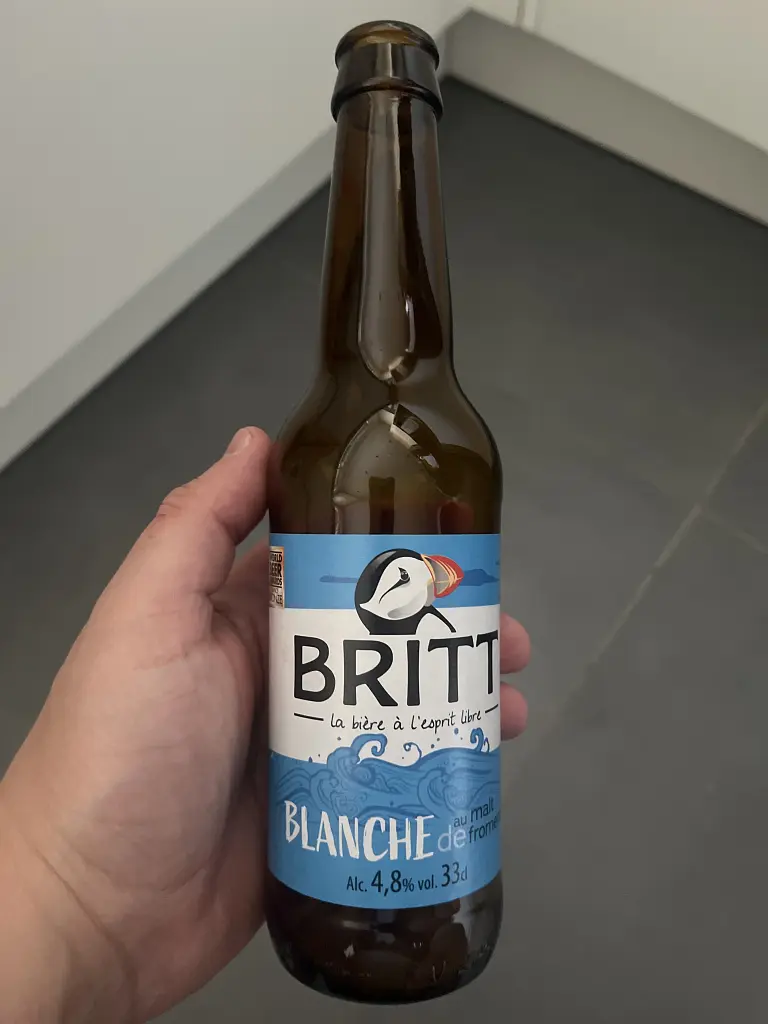 BRITT
la bière à l'esprit libre
BLANCHE de
au malt
Alc. 4,8% vol. 33cl